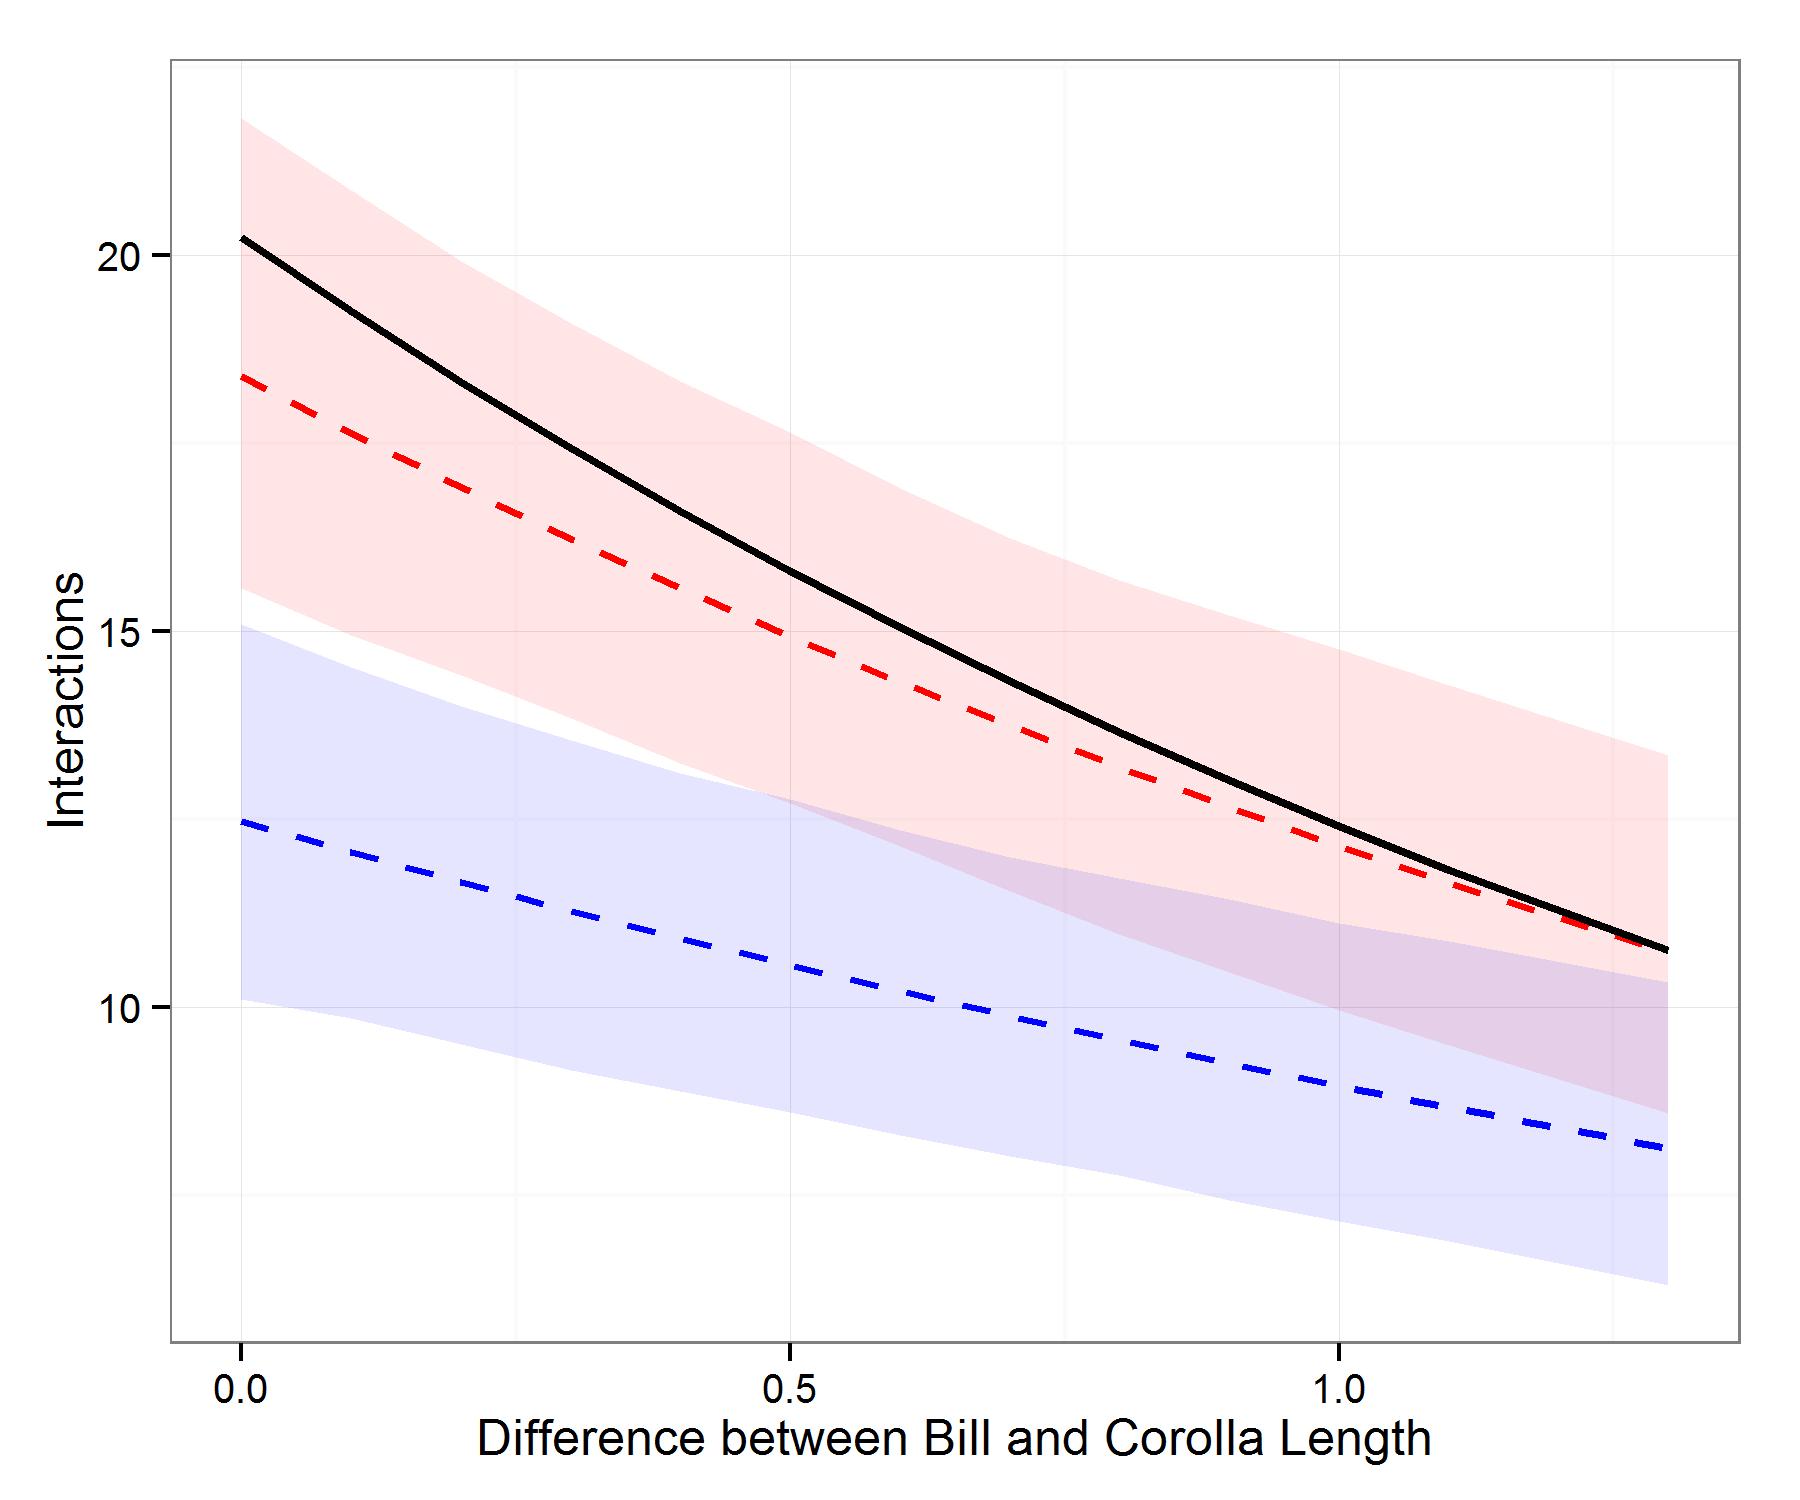 20
15
10
Interactions
0.0 0.5 1.0
Difference between Bill and Corolla Length